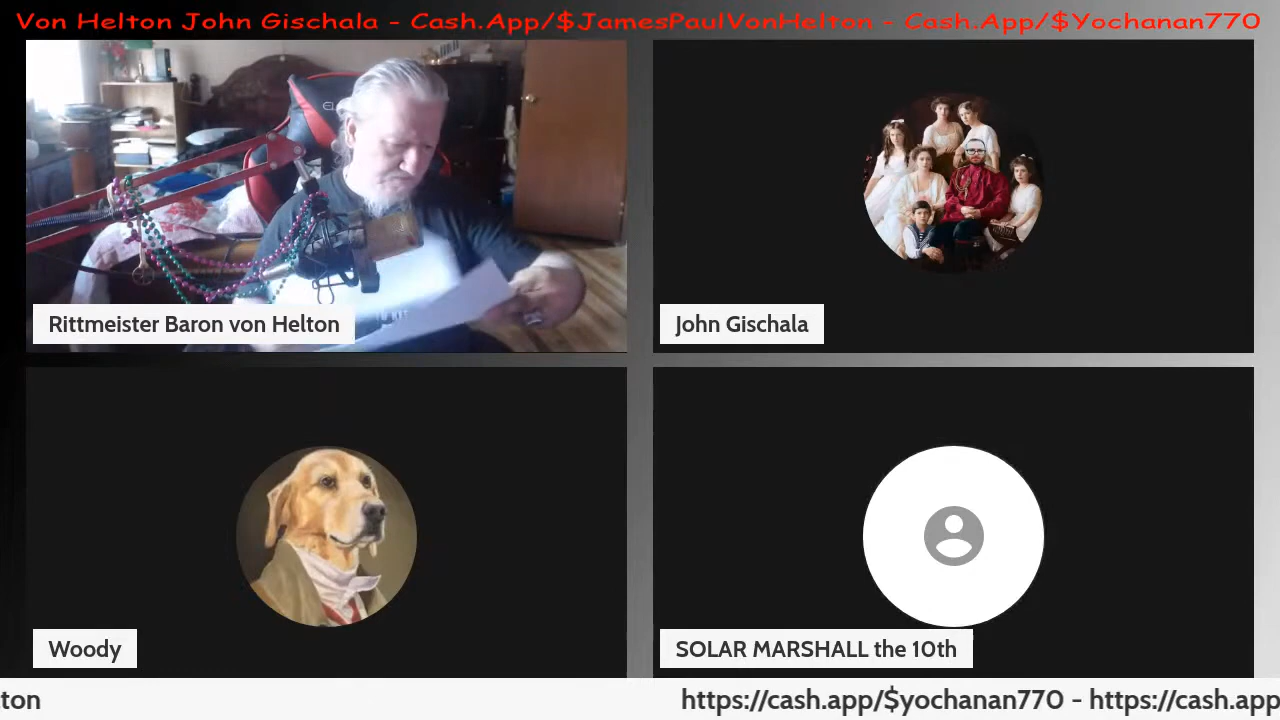 Von Helton John Gischala - Cash.App/$JamesPaulVonHelton - Cash.App/$Yochanan770
Rittmeister Baron von Helton
John Gischala
Woody
SOLAR MARSHALL the 10th
ton https://cash.app/$yochanan770 - https://cash.app